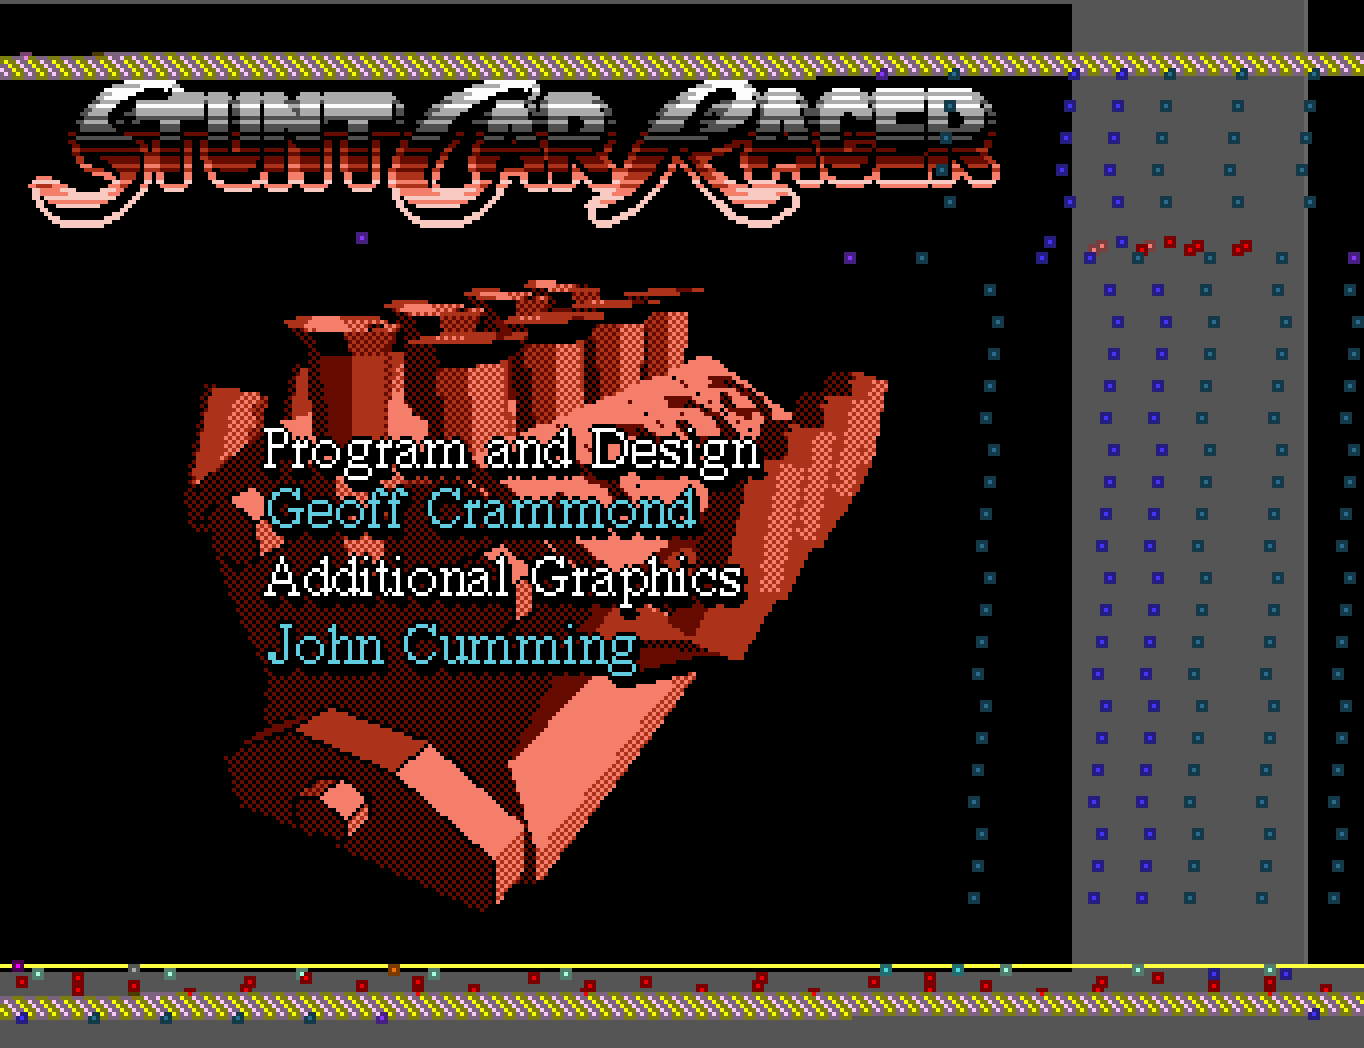 STUNT CAR RACER
Program and Design
Geoff Crammond
Additional Graphics
John Cumming